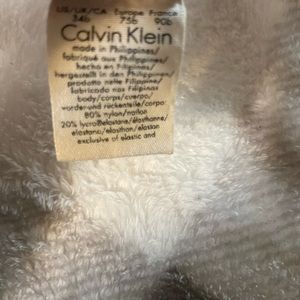 US/UK/CA Europe France
34b 75b 90b
Calvin Klein
made in Philippines/
fabriqué aux Philippines/
hecho en Filipinas/
hergestellt in den Philippinen/
prodotto nelle Filippine/
fabricado nas Filipinas
body/corps/cuerpo/
vorder-und rückenteile/corpo:
80% nylon/nailon
20% lycra/elastane/élasthanne/
elastano/elasthan/elastan
exclusive of elastic and